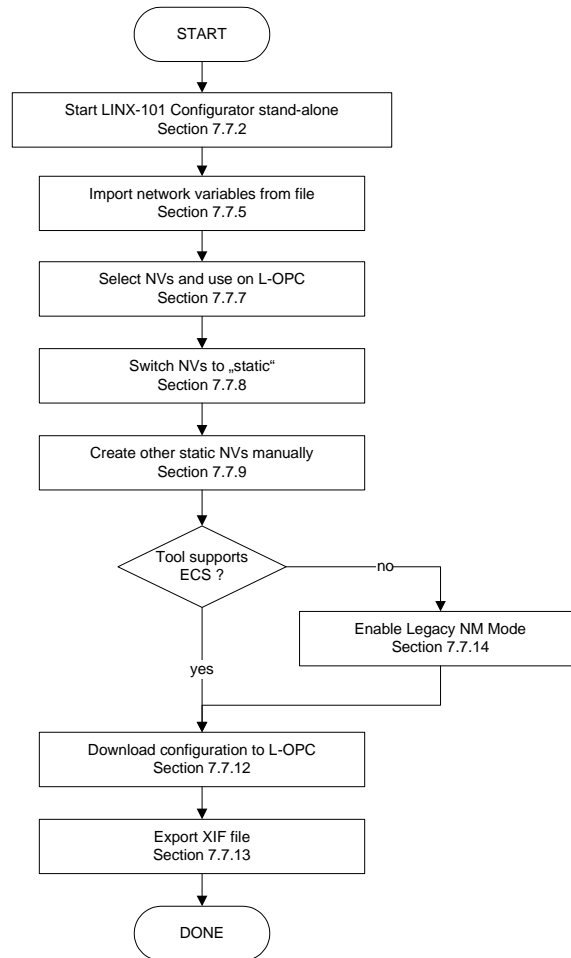 START
Start LINX-101 Configurator stand-alone
Section 7.7.2
Import network variables from file
Section 7.7.5
Select NVs and use on L-OPC
Section 7.7.7
Switch NVs to „static“
Section 7.7.8
Create other static NVs manually
Section 7.7.9
Tool supports
ECS ?
no
Enable Legacy NM Mode
Section 7.7.14
yes
Download configuration to L-OPC
Section 7.7.12
Export XIF file
Section 7.7.13
DONE